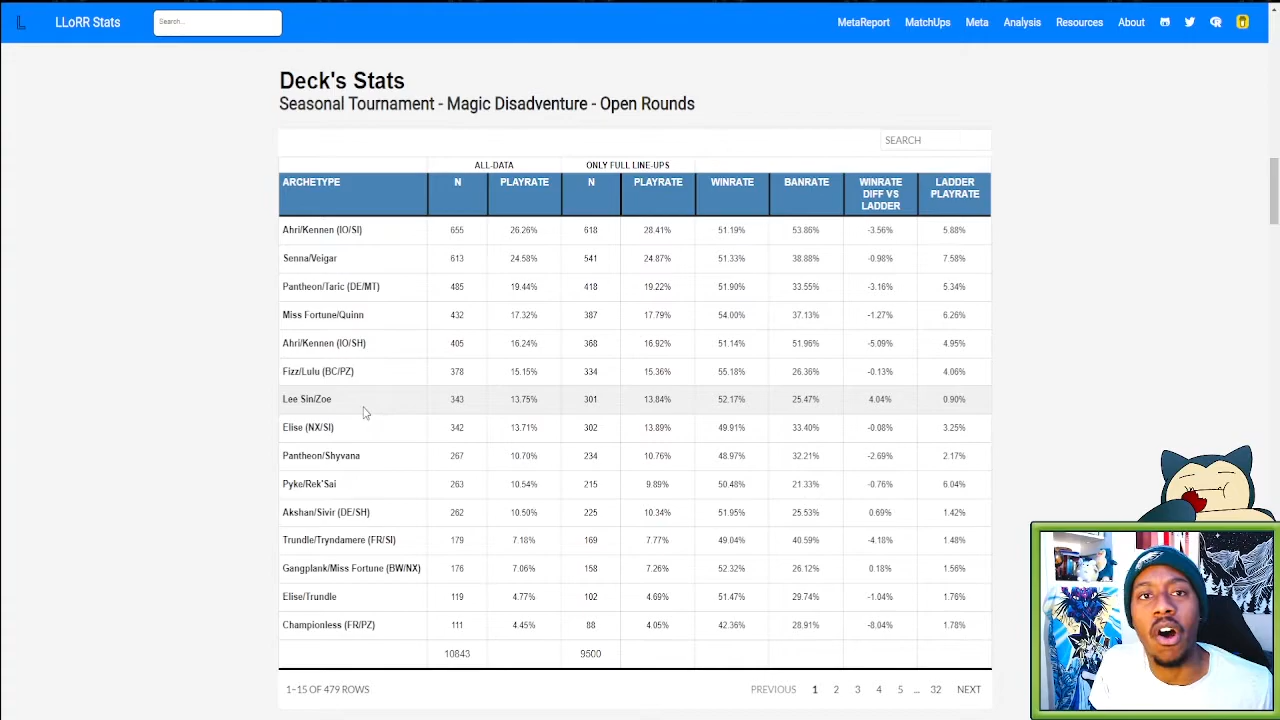 L LLoRR Stats Search... MetaReport MatchUps Meta Analysis Resources About
Deck's Stats
Seasonal Tournament - Magic Disadventure - Open Rounds
SEARCH
ALL-DATA ONLY FULL LINE-UPS
ARCHETYPE N PLAYRATE N PLAYRATE WINRATE BANRATE WINRATE DIFF VS LADDER LADDER PLAYRATE
Ahri/Kennen (IO/SI) 655 26.26% 618 28.41% 51.19% 53.86% -3.56% 5.88%
Senna/Veigar 613 24.58% 541 24.87% 51.33% 38.88% -0.98% 7.58%
Pantheon/Taric (DE/MT) 485 19.44% 418 19.22% 51.90% 33.55% -3.16% 5.34%
Miss Fortune/Quinn 432 17.32% 387 17.79% 54.00% 37.13% -1.27% 6.26%
Ahri/Kennen (IO/SH) 405 16.24% 368 16.92% 51.14% 51.96% -5.09% 4.95%
Fizz/Lulu (BC/PZ) 378 15.15% 334 15.36% 55.18% 26.36% -0.13% 4.06%
Lee Sin/Zoe 343 13.75% 301 13.84% 52.17% 25.47% 4.04% 0.90%
Elise (NX/SI) 342 13.71% 302 13.89% 49.91% 33.40% -0.08% 3.25%
Pantheon/Shyvana 267 10.70% 234 10.76% 48.97% 32.21% -2.69% 2.17%
Pyke/Rek'Sai 263 10.54% 215 9.89% 50.48% 21.33% -0.76% 6.04%
Akshan/Sivir (DE/SH) 262 10.50% 225 10.34% 51.95% 25.53% 0.69% 1.42%
Trundle/Tryndamere (FR/SI) 179 7.18% 169 7.77% 49.04% 40.59% -4.18% 1.48%
Gangplank/Miss Fortune (BW/NX) 176 7.06% 158 7.26% 52.32% 26.12% 0.18% 1.56%
Elise/Trundle 119 4.77% 102 4.69% 51.47% 29.74% -1.04% 1.76%
Championless (FR/PZ) 111 4.45% 88 4.05% 42.36% 28.91% -8.04% 1.78%
10843 9500
1–15 OF 479 ROWS PREVIOUS 1 2 3 4 5 ... 32 NEXT